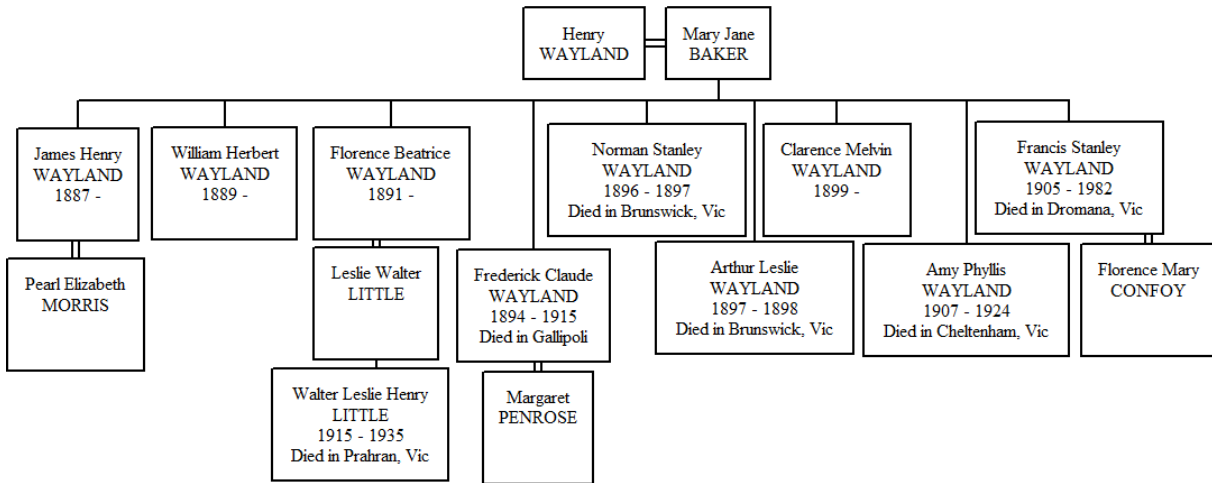 Henry
WAYLAND
Mary Jane
BAKER
James Henry
WAYLAND
1887 -
William Herbert
WAYLAND
1889 -
Florence Beatrice
WAYLAND
1891 -
Norman Stanley
WAYLAND
1896 - 1897
Died in Brunswick, Vic
Clarence Melvin
WAYLAND
1899 -
Francis Stanley
WAYLAND
1905 - 1982
Died in Dromana, Vic
Pearl Elizabeth
MORRIS
Leslie Walter
LITTLE
Frederick Claude
WAYLAND
1894 - 1915
Died in Gallipoli
Arthur Leslie
WAYLAND
1897 - 1898
Died in Brunswick, Vic
Amy Phyllis
WAYLAND
1907 - 1924
Died in Cheltenham, Vic
Florence Mary
CONFOY
Walter Leslie Henry
LITTLE
1915 - 1935
Died in Prahran, Vic
Margaret
PENROSE